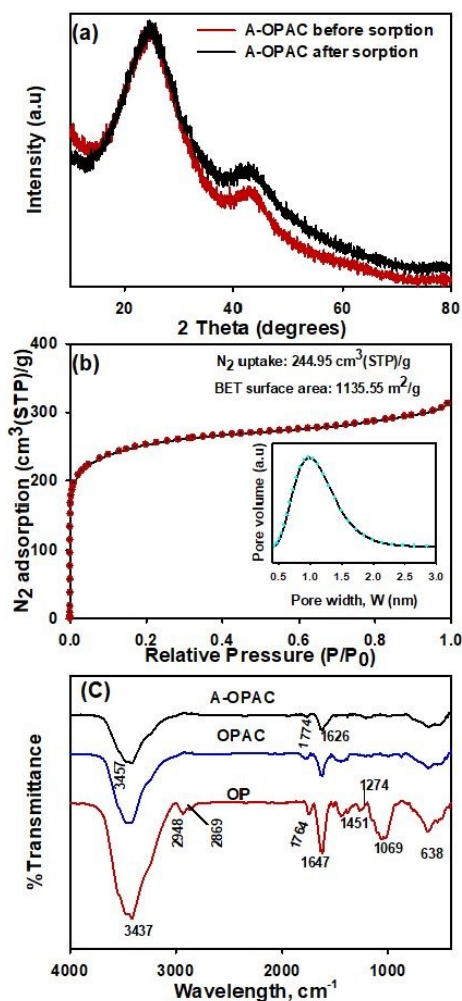 (a)
A-OPAC before sorption
A-OPAC after sorption
Intensity (a.u)
20 40 60 80
2 Theta (degrees)
(b)
N2 uptake: 244.95 cm3(STP)/g
BET surface area: 1135.55 m2/g
N2 adsorption (cm3(STP)/g)
400
300
200
100
0
Pore volume (a.u)
0.5 1.0 1.5 2.0 2.5 3.0
Pore width, W (nm)
0.0 0.2 0.4 0.6 0.8 1.0
Relative Pressure (P/P0)
(C)
A-OPAC
1774
1626
OPAC
3457
OP
1274
2948
2869
1764
1647
1451
1069
638
3437
%Transmittance
4000 3000 2000 1000
Wavelength, cm-1